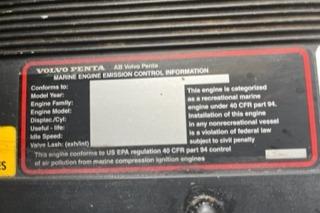 VOLVO PENTA AB Volvo Penta
MARINE ENGINE EMISSION CONTROL INFORMATION
Conforms to:
Model Year:
Engine Family:
Engine Model:
Displac./Cyl:
Useful - life:
Idle Speed:
Valve Lash: (exh/int)
This engine is categorized
as a recreational marine
engine under 40 CFR part 94.
Installation of this engine
in any nonrecreational vessel
is a violation of federal law
subject to civil penalty
This engine conforms to US EPA regulation 40 CFR part 94 control
of air pollution from marine compression ignition engines
ES